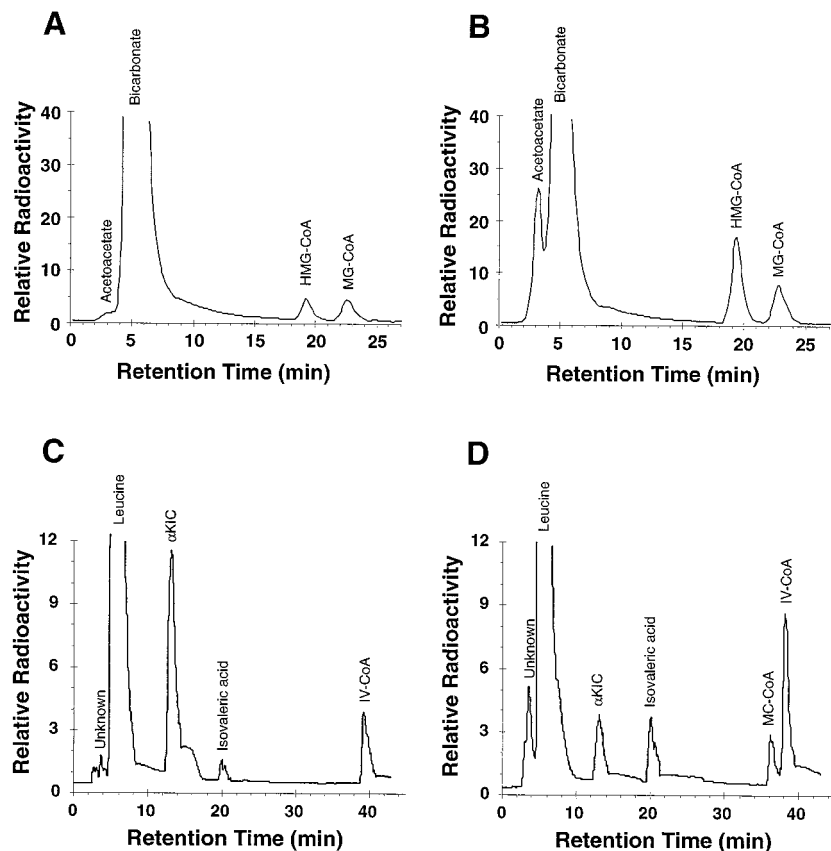 A
Bicarbonate
Acetoacetate
HMG-CoA
MG-CoA
Relative Radioactivity
40
30
20
10
0
0
5
10
15
20
25
Retention Time (min)
B
Bicarbonate
Acetoacetate
HMG-CoA
MG-CoA
Relative Radioactivity
40
30
20
10
0
0
5
10
15
20
25
Retention Time (min)
C
Leucine
αKIC
Unknown
Isovaleric acid
IV-CoA
Relative Radioactivity
12
9
6
3
0
0
10
20
30
40
Retention Time (min)
D
Leucine
Unknown
αKIC
Isovaleric acid
MC-CoA
IV-CoA
Relative Radioactivity
12
9
6
3
0
0
10
20
30
40
Retention Time (min)